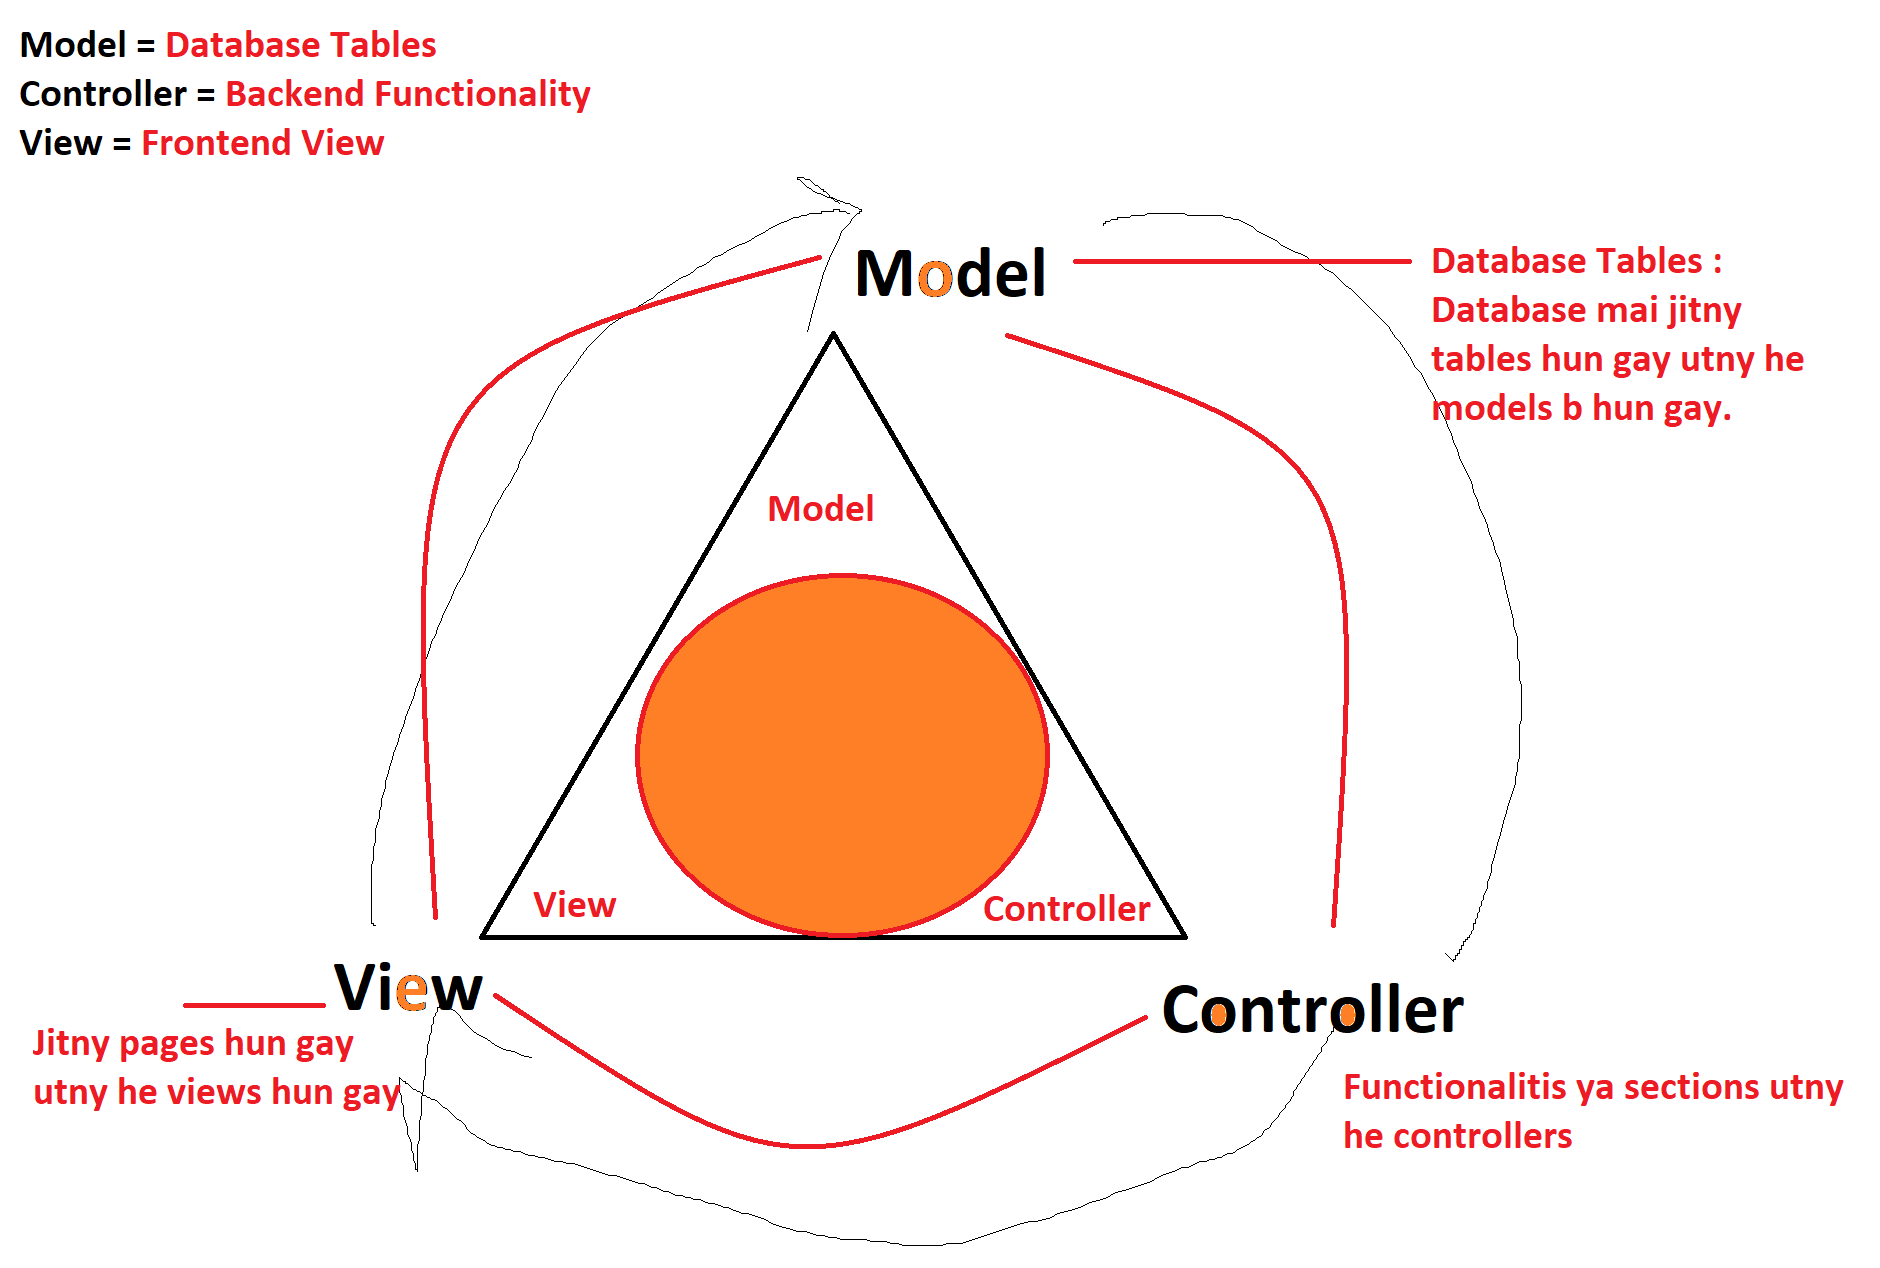 Model = Database Tables
Controller = Backend Functionality
View = Frontend View
Model
Database Tables :
Database mai jitny
tables hun gay utny he
models b hun gay.
Model
View
Controller
View
Controller
Jitny pages hun gay
utny he views hun gay
Functionalitis ya sections utny
he controllers